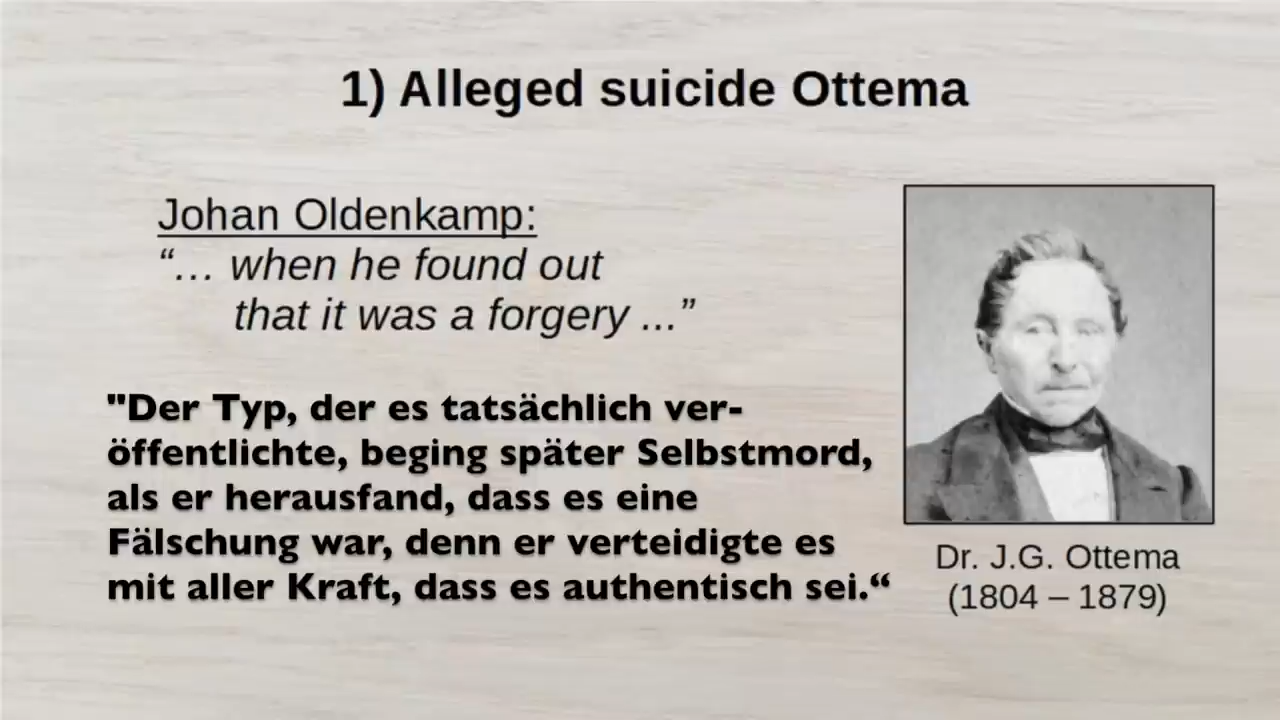 1) Alleged suicide Ottema
Johan Oldenkamp:
“… when he found out
that it was a forgery ...”
"Der Typ, der es tatsächlich ver-
öffentlichte, beging später Selbstmord,
als er herausfand, dass es eine
Fälschung war, denn er verteidigte es
mit aller Kraft, dass es authentisch sei.“
Dr. J.G. Ottema
(1804 – 1879)